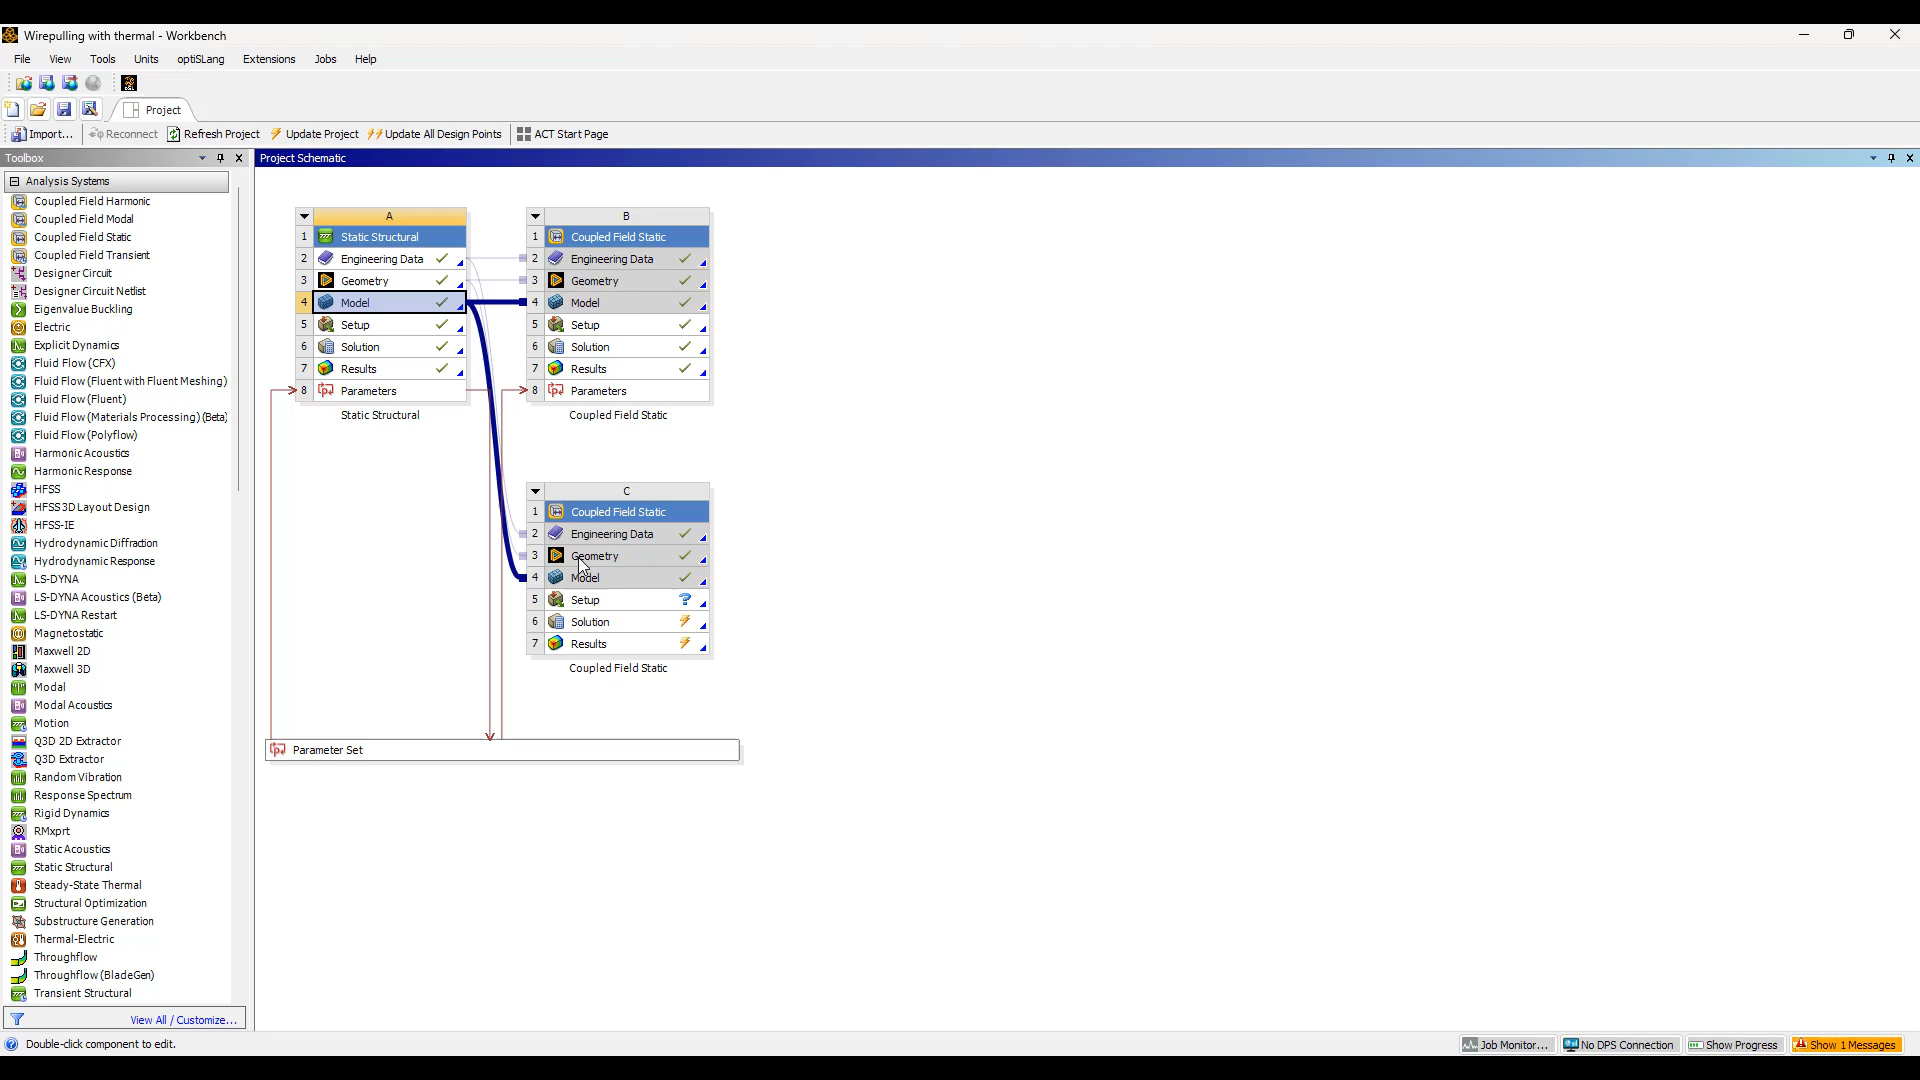 Wirepulling with thermal - Workbench
File View Tools Units optiSLang Extensions Jobs Help
Project
Import... Reconnect Refresh Project Update Project Update All Design Points ACT Start Page
Toolbox
Project Schematic
Analysis Systems
Coupled Field Harmonic
Coupled Field Modal
Coupled Field Static
Coupled Field Transient
Designer Circuit
Designer Circuit Netlist
Eigenvalue Buckling
Electric
Explicit Dynamics
Fluid Flow (CFX)
Fluid Flow (Fluent with Fluent Meshing)
Fluid Flow (Fluent)
Fluid Flow (Materials Processing) (Beta)
Fluid Flow (Polyflow)
Harmonic Acoustics
Harmonic Response
HFSS
HFSS 3D Layout Design
HFSS-IE
Hydrodynamic Diffraction
Hydrodynamic Response
LS-DYNA
LS-DYNA Acoustics (Beta)
LS-DYNA Restart
Magnetostatic
Maxwell 2D
Maxwell 3D
Modal
Modal Acoustics
Motion
Q3D 2D Extractor
Q3D Extractor
Random Vibration
Response Spectrum
Rigid Dynamics
RMxprt
Static Acoustics
Static Structural
Steady-State Thermal
Structural Optimization
Substructure Generation
Thermal-Electric
Throughflow
Throughflow (BladeGen)
Transient Structural
View All / Customize...
A
1 Static Structural
2 Engineering Data
3 Geometry
4 Model
5 Setup
6 Solution
7 Results
8 Parameters
Static Structural
B
1 Coupled Field Static
2 Engineering Data
3 Geometry
4 Model
5 Setup
6 Solution
7 Results
8 Parameters
Coupled Field Static
C
1 Coupled Field Static
2 Engineering Data
3 Geometry
4 Model
5 Setup ?
6 Solution
7 Results
Coupled Field Static
Parameter Set
Double-click component to edit.
Job Monitor... No DPS Connection Show Progress Show 1 Messages